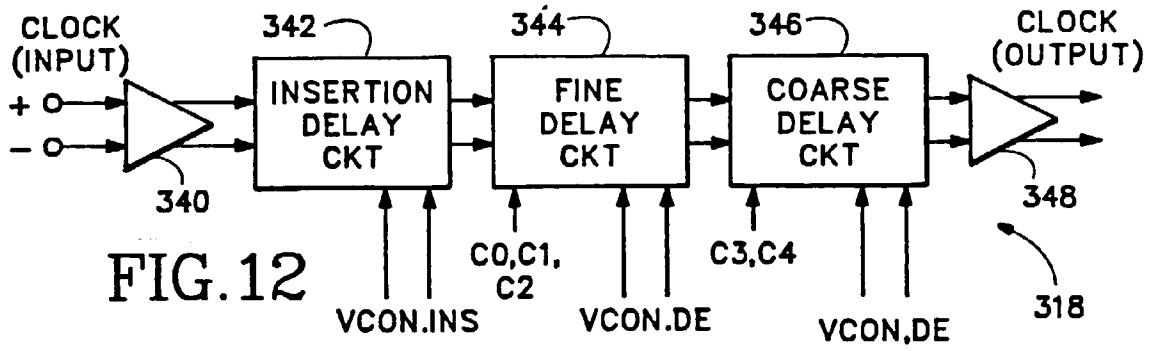 CLOCK
(INPUT)
342
344
346
CLOCK
(OUTPUT)
+
-
INSERTION
DELAY
CKT
FINE
DELAY
CKT
COARSE
DELAY
CKT
340
348
C0,C1,
C2
C3,C4
318
VCON.INS
VCON.DE
VCON,DE
FIG.12